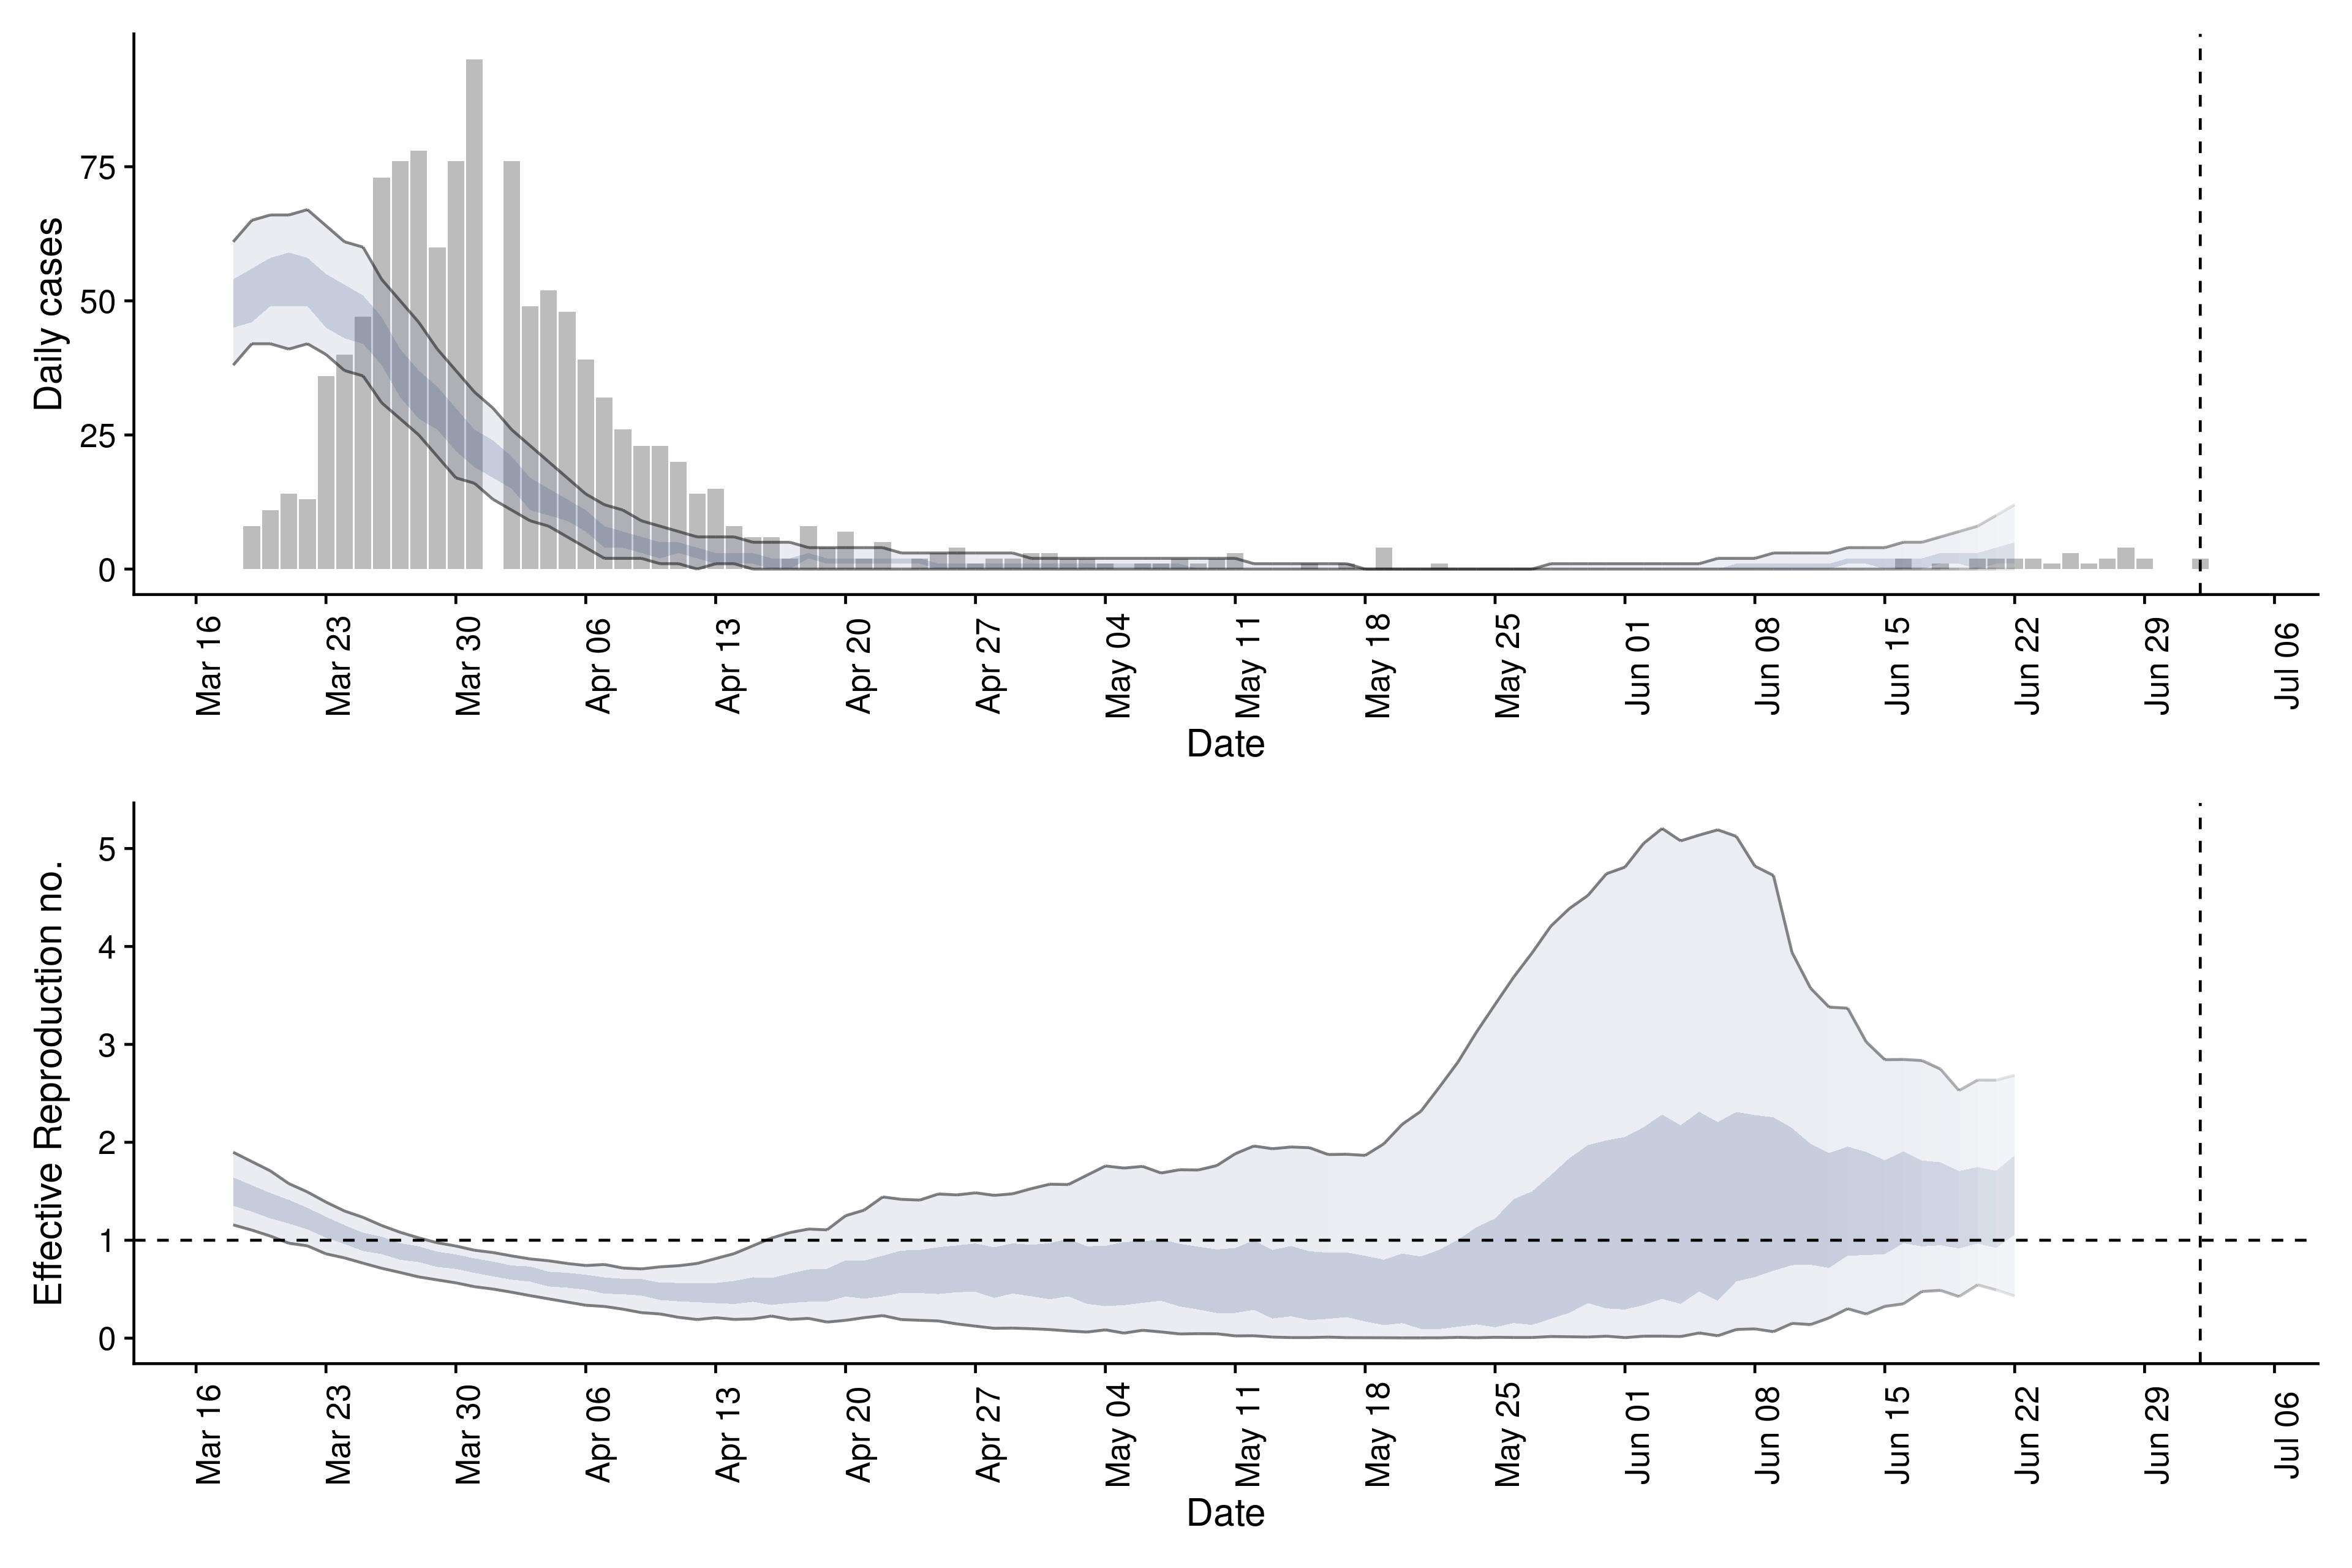 Daily cases
75
50
25
0
Mar 16
Mar 23
Mar 30
Apr 06
Apr 13
Apr 20
Apr 27
May 04
May 11
May 18
May 25
Jun 01
Jun 08
Jun 15
Jun 22
Jun 29
Jul 06
Date
Effective Reproduction no.
5
4
3
2
1
0
Mar 16
Mar 23
Mar 30
Apr 06
Apr 13
Apr 20
Apr 27
May 04
May 11
May 18
May 25
Jun 01
Jun 08
Jun 15
Jun 22
Jun 29
Jul 06
Date